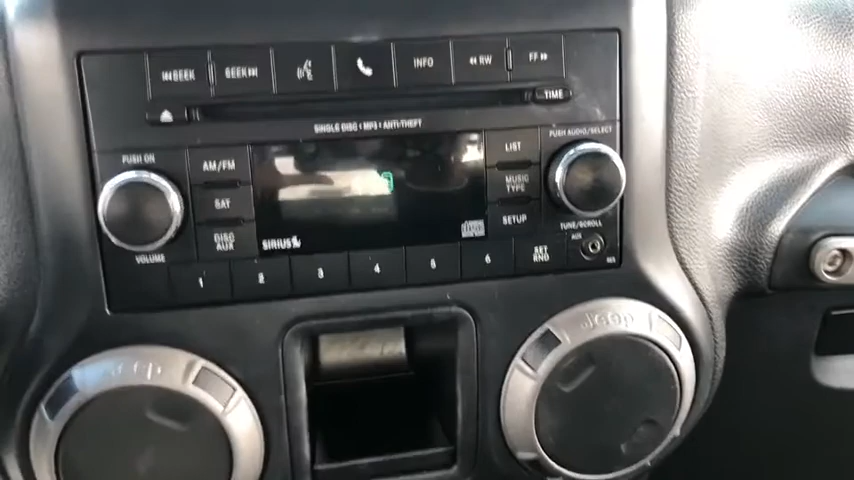 ⏮SEEK SEEK⏭ INFO ◄◄ RW FF ►►
TIME
SINGLE DISC • MP3 • ANTI-THEFT
PUSH ON AM/FM LIST PUSH AUDIO/SELECT
SAT MUSIC TYPE
DISC AUX SETUP
VOLUME SIRIUS TUNE/SCROLL
AUX
1 2 3 4 5 6 SET RND
Jeep Jeep